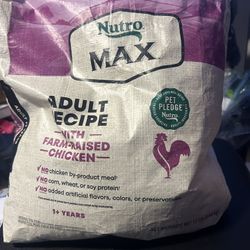 Nutro
MAX
ADULT
RECIPE
WITH
FARM-RAISED
CHICKEN
PET
PLEDGE
Nutro
NO chicken by-product meal
NO corn, wheat, or soy protein
NO added artificial flavors, colors, or preservatives
1+ YEARS